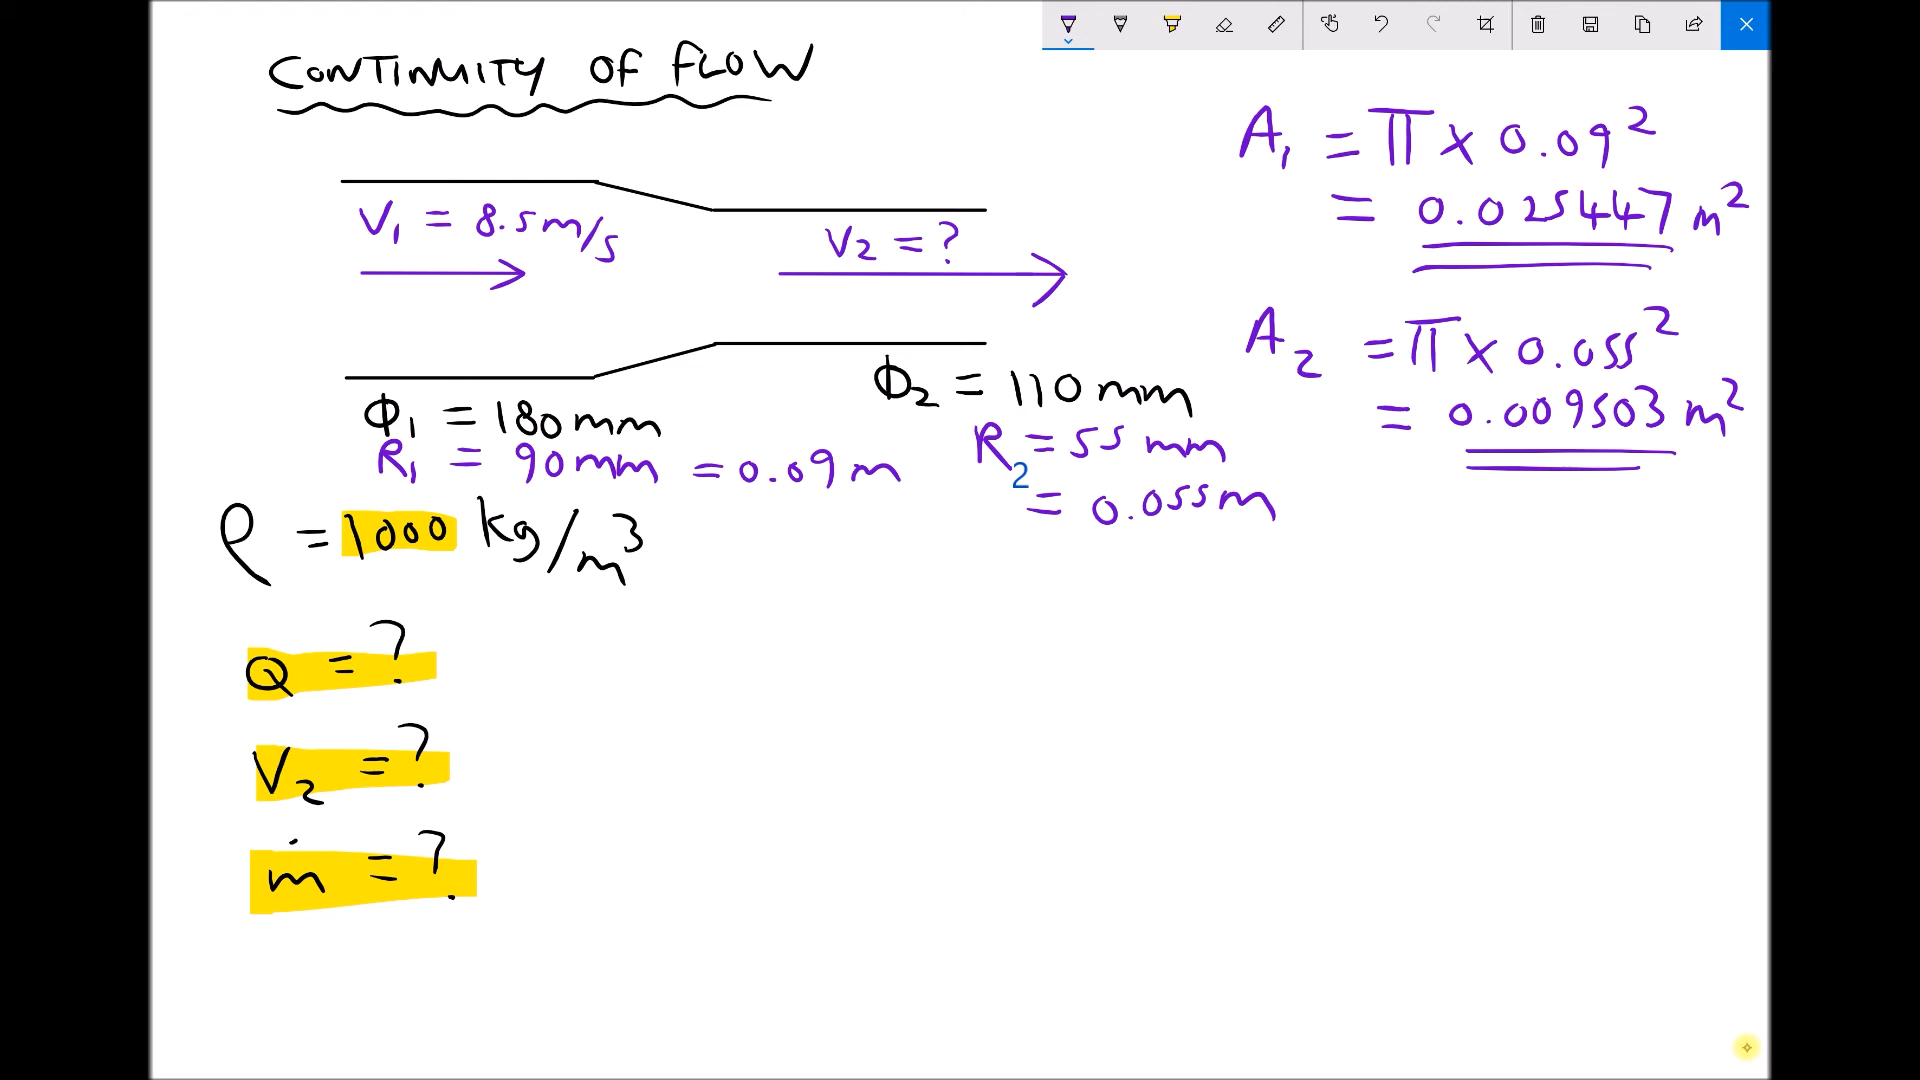 CONTINUITY OF FLOW
V₁ = 8.5 m/s
V₂ = ?
Φ₁ = 180 mm
R₁ = 90 mm = 0.09 m
Φ₂ = 110 mm
R₂ = 55 mm
= 0.055 m
ρ = 1000 kg/m³
Q = ?
V₂ = ?
ṁ = ?
A₁ = π × 0.09²
= 0.025447 m²
A₂ = π × 0.055²
= 0.009503 m²